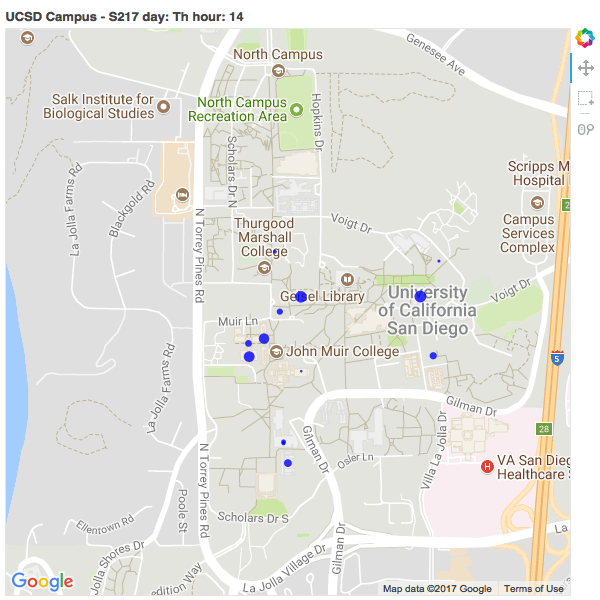 UCSD Campus - S217 day: Th hour: 14
Genesee Ave
North Campus
Salk Institute for
Biological Studies
North Campus
Recreation Area
Hopkins Dr
Scholars Dr N
Scripps M
Hospital
La Jolla Farms Rd
Blackgold Rd
N Torrey Pines Rd
Voigt Dr
Campus
Services
Complex
Thurgood
Marshall
College
Geisel Library
University
of California
San Diego
Voigt Dr
Muir Ln
John Muir College
La Jolla Farms Rd
5
Gilman Dr
Gilman Dr
Villa La Jolla Dr
28
N Torrey Pines Rd
Osler Ln
H
VA San Dieg
Healthcare S
Poole St
Ellentown Rd
Scholars Dr S
La Jolla Shores Dr
Gilman Dr
La
La Jolla Village Dr
edition Way
Google
Map data ©2017 Google
Terms of Use